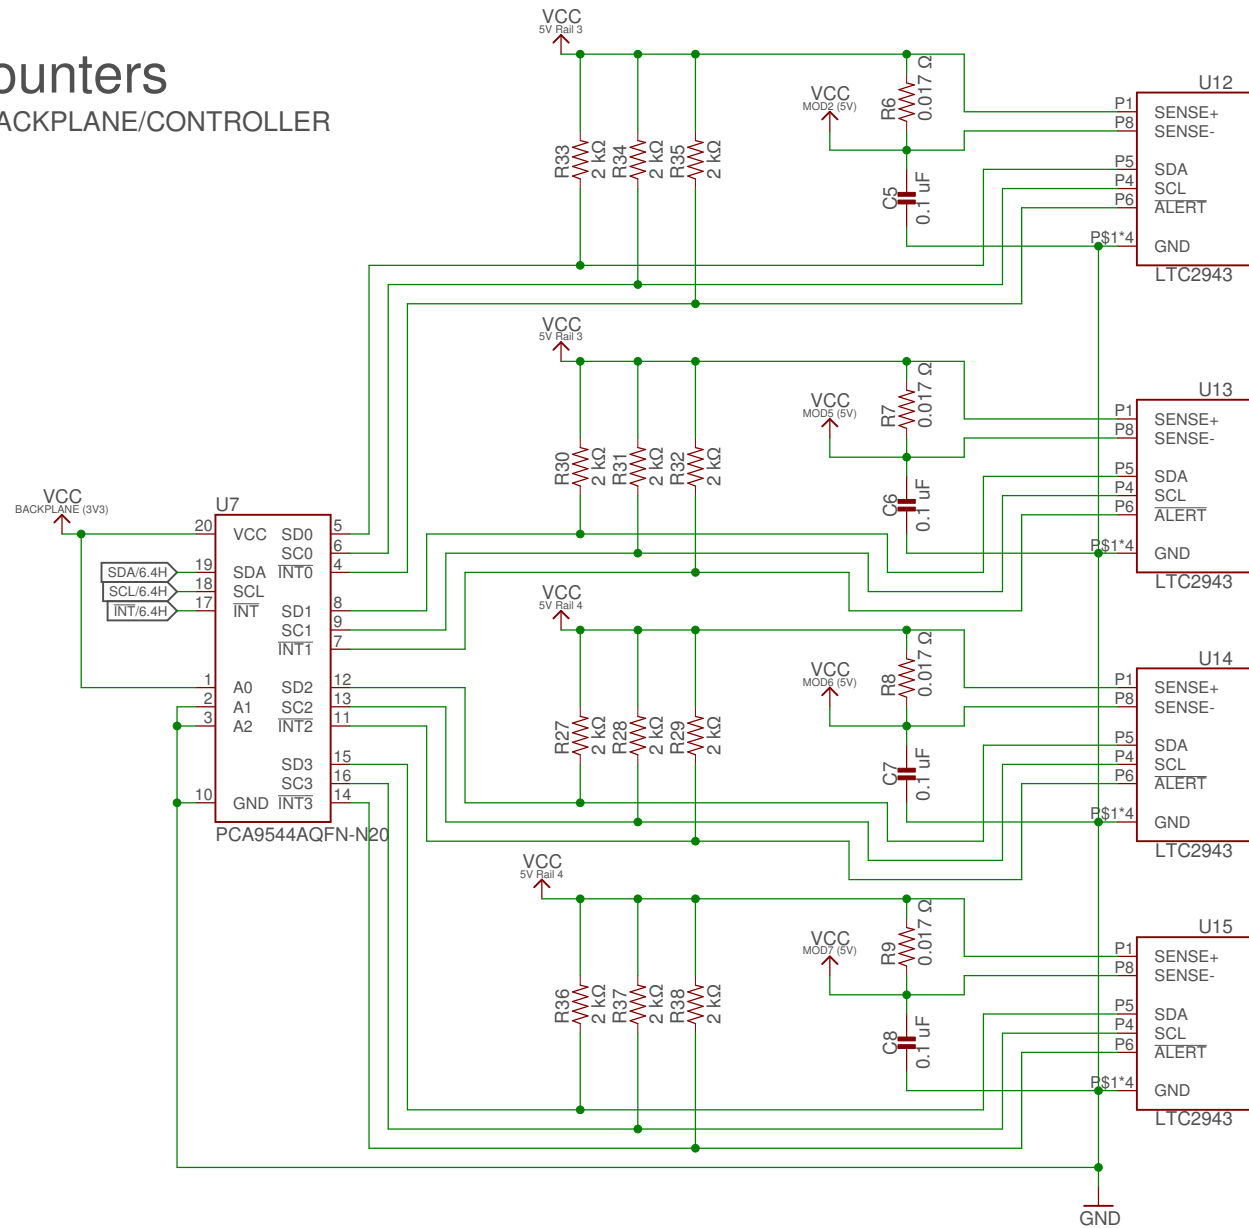 ounters
ACKPLANE/CONTROLLER
VCC
5V Rail 3
R33
2 kΩ
R34
2 kΩ
R35
2 kΩ
VCC
MOD2 (5V)
R6
0.017 Ω
C5
0.1 uF
U12
P1 SENSE+
P8 SENSE-
P5 SDA
P4 SCL
P6 ALERT
P$1*4 GND
LTC2943
VCC
5V Rail 3
R30
2 kΩ
R31
2 kΩ
R32
2 kΩ
VCC
MOD5 (5V)
R7
0.017 Ω
C6
0.1 uF
U13
P1 SENSE+
P8 SENSE-
P5 SDA
P4 SCL
P6 ALERT
P$1*4 GND
LTC2943
VCC
BACKPLANE (3V3)
SDA/6.4H
SCL/6.4H
INT/6.4H
U7
20 VCC SD0 5
SC0 6
19 SDA INT0 4
18 SCL
17 INT SD1 8
SC1 9
INT1 7
1 A0 SD2 12
2 A1 SC2 13
3 A2 INT2 11
SD3 15
SC3 16
10 GND INT3 14
PCA9544AQFN-N20
VCC
5V Rail 4
R27
2 kΩ
R28
2 kΩ
R29
2 kΩ
VCC
MOD6 (5V)
R8
0.017 Ω
C7
0.1 uF
U14
P1 SENSE+
P8 SENSE-
P5 SDA
P4 SCL
P6 ALERT
P$1*4 GND
LTC2943
VCC
5V Rail 4
R36
2 kΩ
R37
2 kΩ
R38
2 kΩ
VCC
MOD7 (5V)
R9
0.017 Ω
C8
0.1 uF
U15
P1 SENSE+
P8 SENSE-
P5 SDA
P4 SCL
P6 ALERT
P$1*4 GND
LTC2943
GND